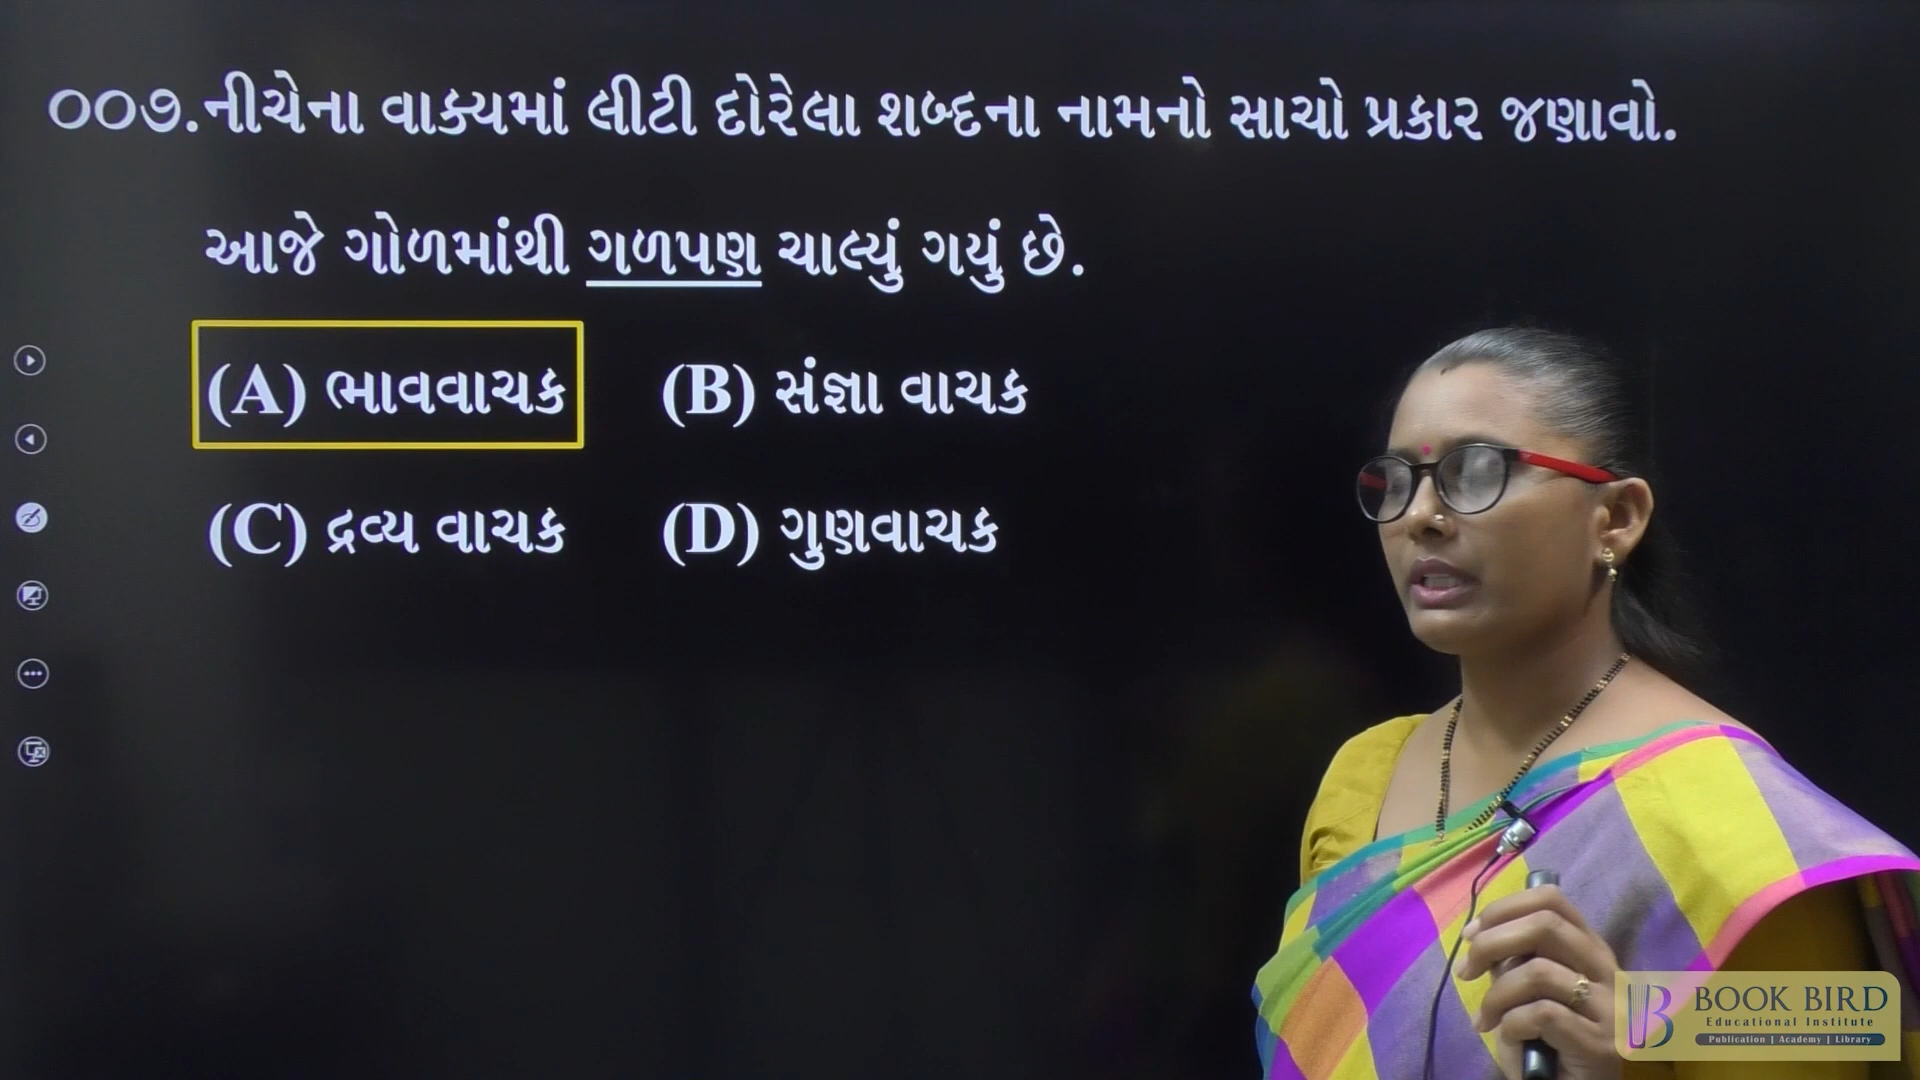 ૦૦૭.નીચેના વાક્યમાં લીટી દોરેલા શબ્દના નામનો સાચો પ્રકાર જણાવો.
આજે ગોળમાંથી ગળપણ ચાલ્યું ગયું છે.
(A) ભાવવાચક (B) સંજ્ઞા વાચક
(C) દ્રવ્ય વાચક (D) ગુણવાચક
BOOK BIRD
Educational Institute
Publication | Academy | Library